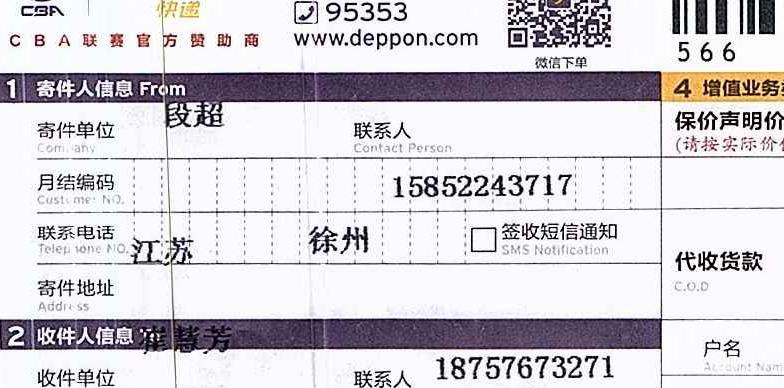 CBA 快递 95353
CBA联赛官方赞助商 www.deppon.com
微信下单
566
1 寄件人信息 From
4 增值业务
段超
寄件单位 联系人
Company Contact Person
保价声明价
(请按实际价
月结编码 15852243717
Customer NO.
联系电话 签收短信通知
Telephone NO. SMS Notification
江苏 徐州
代收货款
C.O.D
寄件地址
Address
2 收件人信息
崔慧芳
户名
Account Nam
收件单位 联系人 18757673271